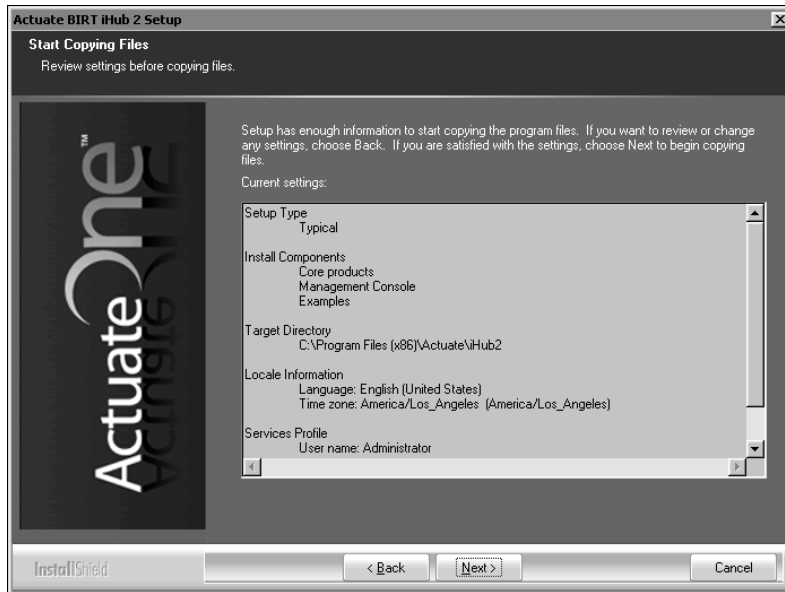 Actuate BIRT iHub 2 Setup
Start Copying Files
Review settings before copying files.
ActuateOne™
Setup has enough information to start copying the program files. If you want to review or change
any settings, choose Back. If you are satisfied with the settings, choose Next to begin copying
files.
Current settings:
Setup Type
Typical
Install Components
Core products
Management Console
Examples
Target Directory
C:\Program Files (x86)\Actuate\iHub2
Locale Information
Language: English (United States)
Time zone: America/Los_Angeles (America/Los_Angeles)
Services Profile
User name: Administrator
InstallShield
< Back
Next >
Cancel